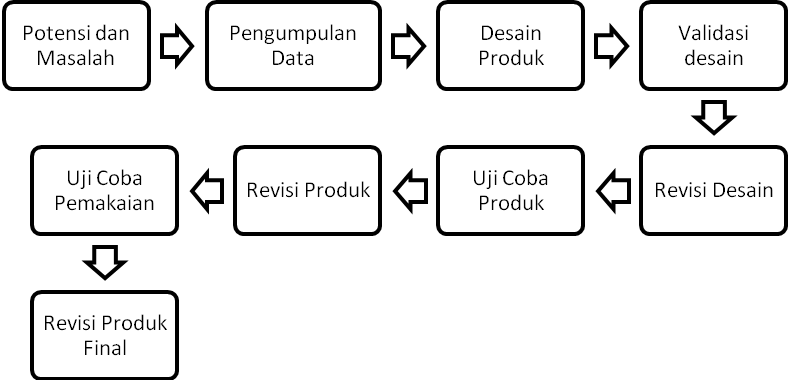 Potensi dan
Masalah
Pengumpulan
Data
Desain
Produk
Validasi
desain
Revisi Desain
Uji Coba
Produk
Revisi Produk
Uji Coba
Pemakaian
Revisi Produk
Final